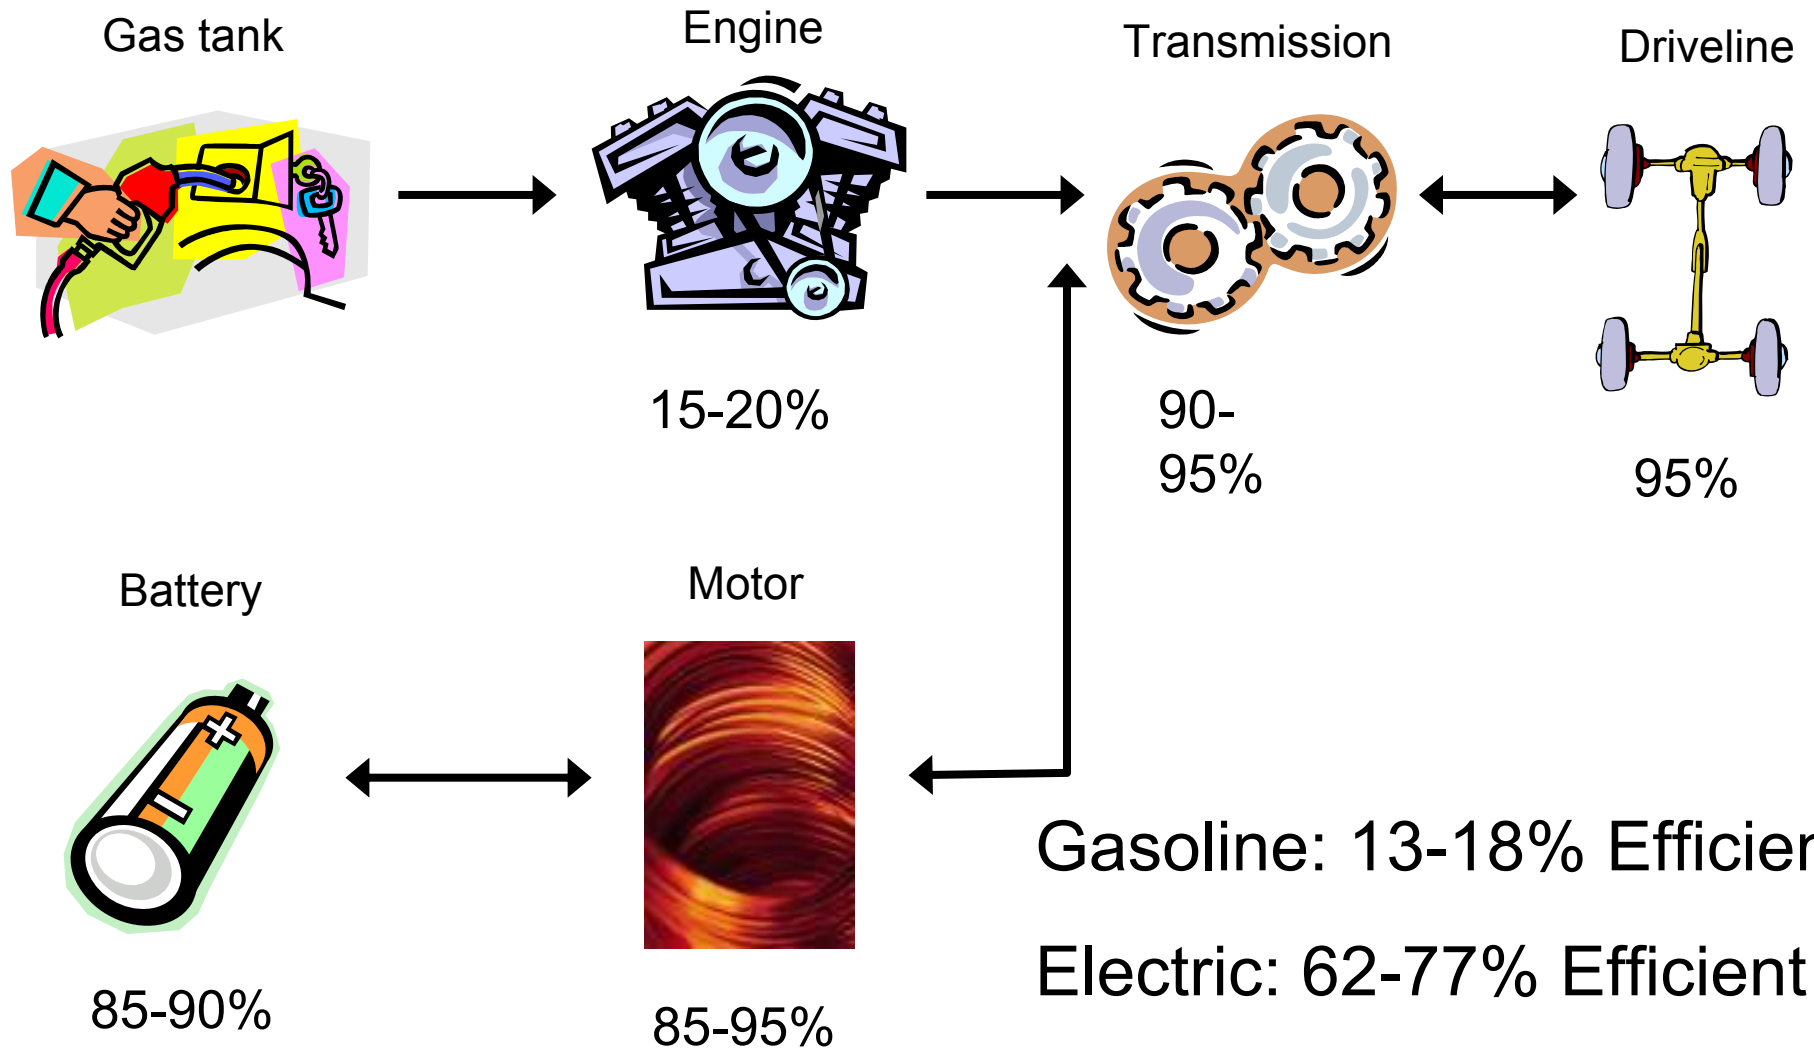 Gas tank
Engine
Transmission
Driveline
15-20%
90-
95%
95%
Battery
Motor
85-90%
85-95%
Gasoline: 13-18%
Electric: 62-77% Efficient